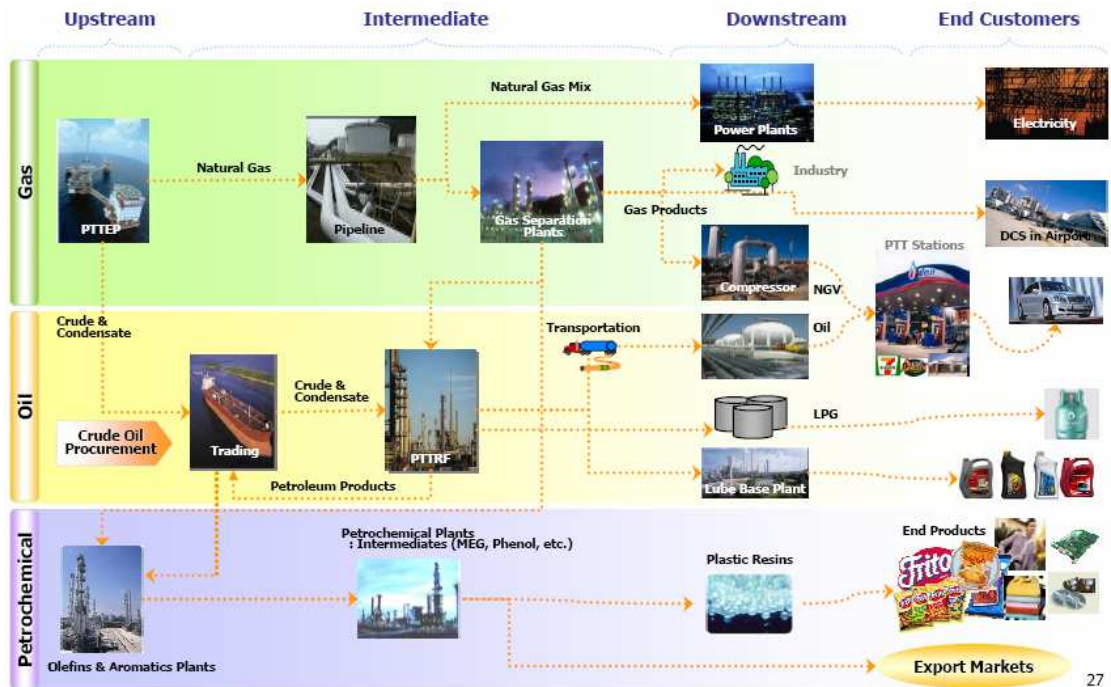 Upstream
Intermediate
Downstream
End Customers
Gas
Natural Gas Mix
Power Plants
Electricity
Natural Gas
Industry
PTTEP
Pipeline
Gas Separation
Plants
Gas Products
DCS in Airport
PTT Stations
Compressor
NGV
Oil
Crude &
Condensate
Transportation
Oil
Crude &
Condensate
LPG
Crude Oil
Procurement
Trading
PTTRF
Petroleum Products
Lube Base Plant
Petrochemical
Petrochemical Plants
: Intermediates (MEG, Phenol, etc.)
Plastic Resins
End Products
Frito
Olefins & Aromatics Plants
Export Markets
27